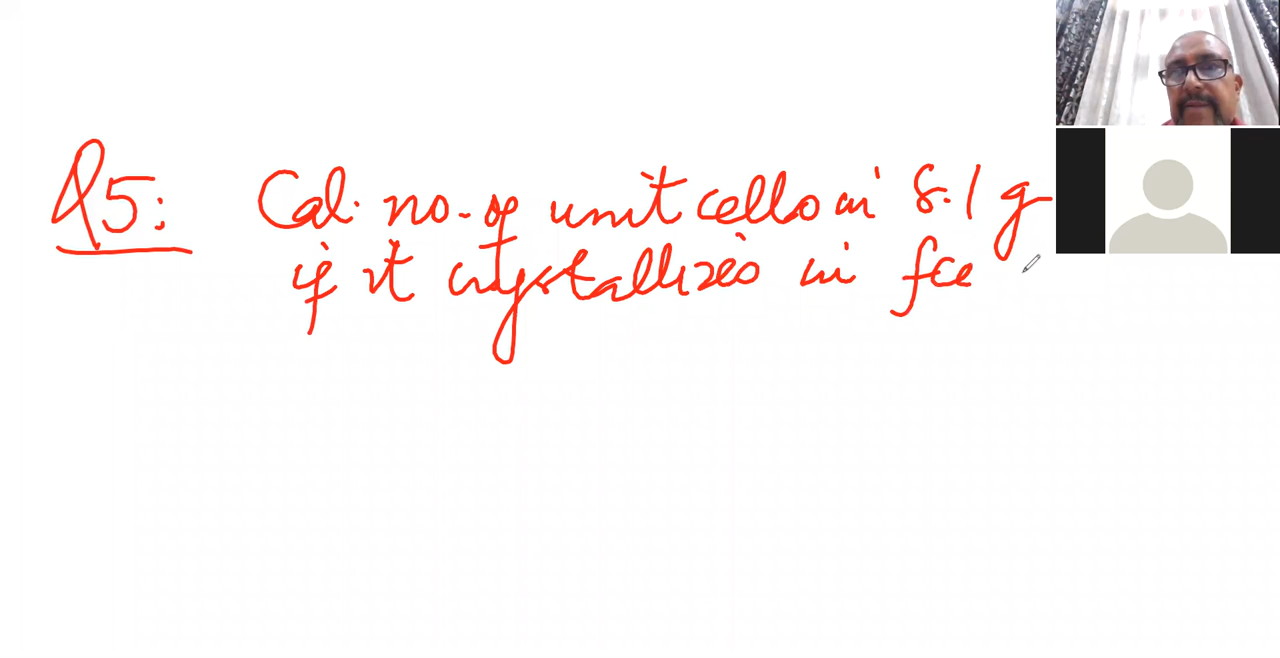 Q5: Cal. no. of unit cells in 8.1 g
if it crystallizes in fcc